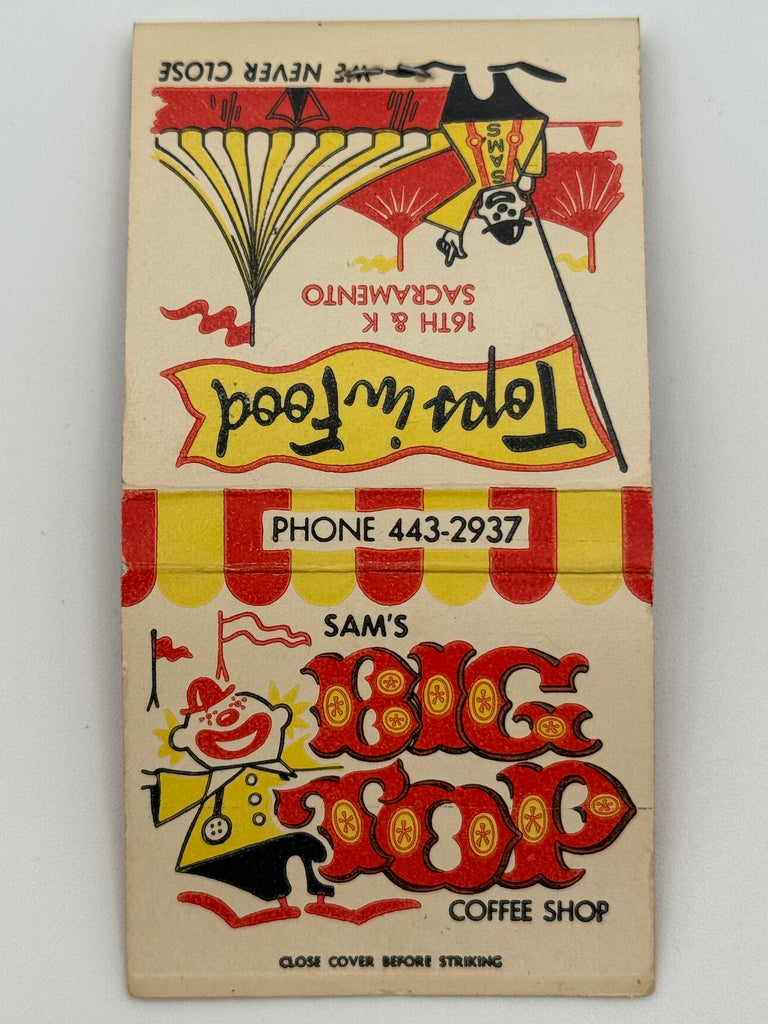 WE NEVER CLOSE
SAMS
16TH & K
SACRAMENTO
Tops in Food
PHONE 443-2937
SAM'S
BIG
TOP
COFFEE SHOP
CLOSE COVER BEFORE STRIKING